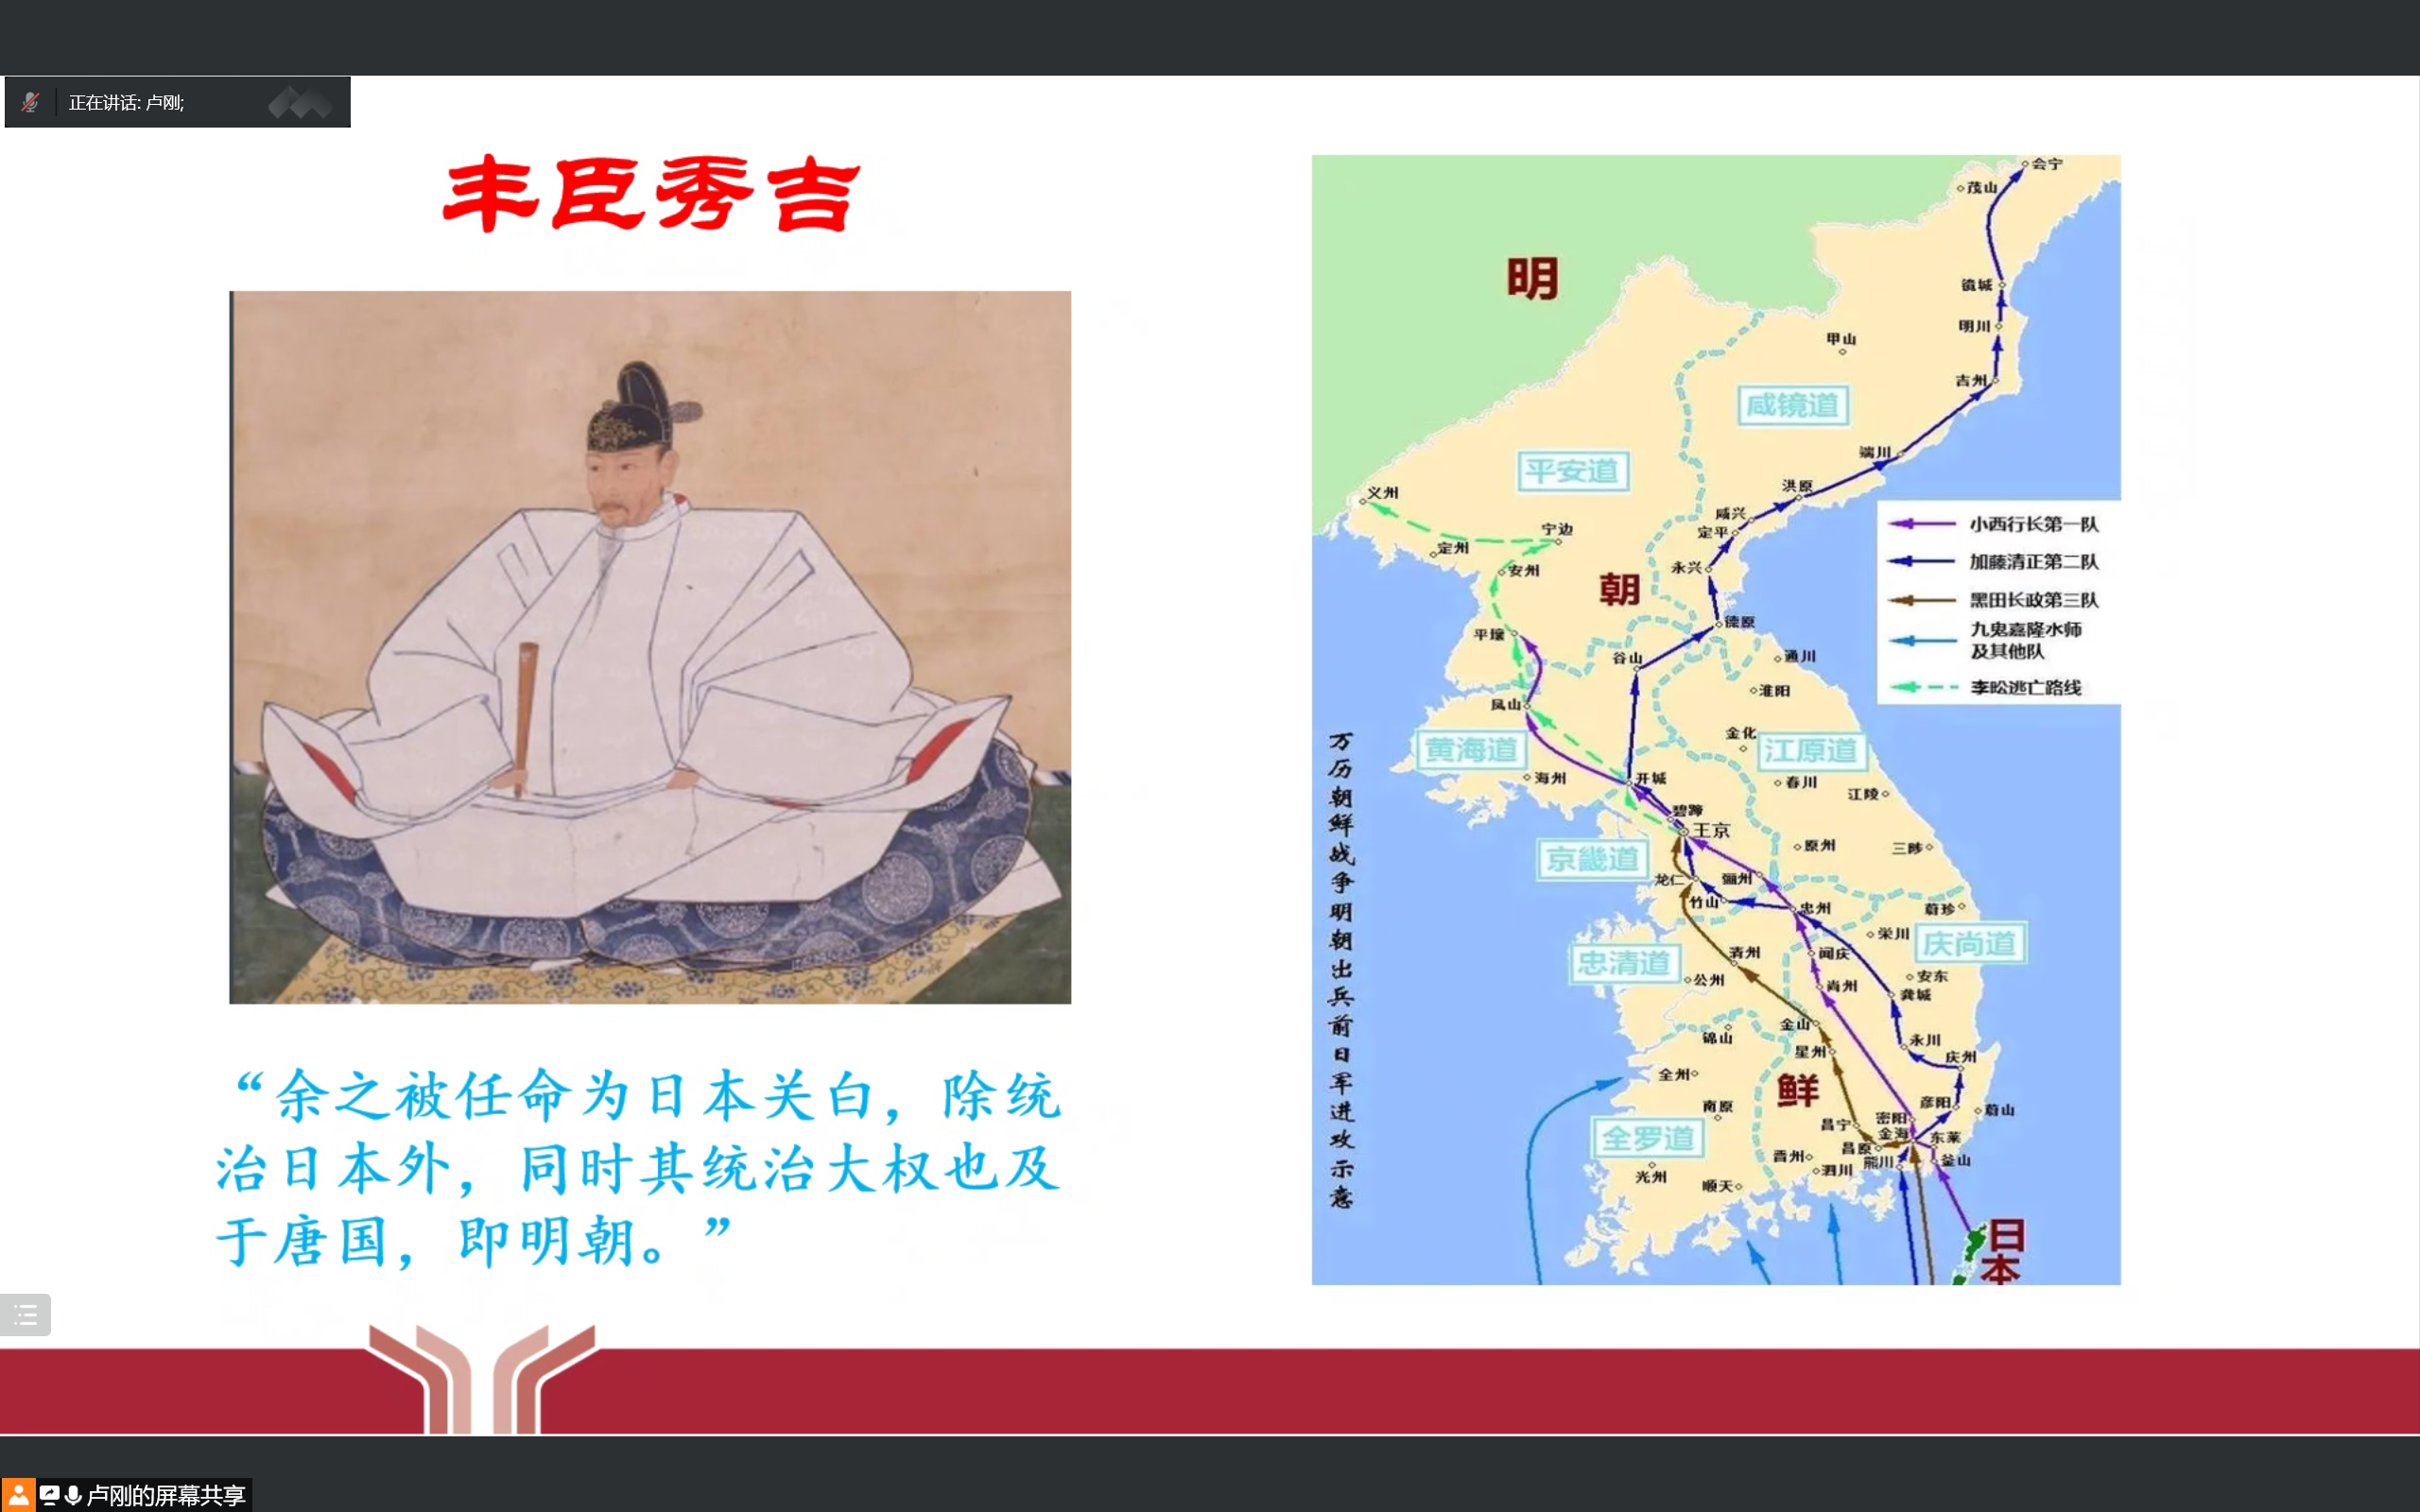 正在讲话: 卢刚;
丰臣秀吉
“余之被任命为日本关白，除统
治日本外，同时其统治大权也及
于唐国，即明朝。”
明
会宁
茂山
镜城
明川
甲山
吉州
咸镜道
端川
平安道
洪原
义州
咸兴
定平
宁边
定州
永兴
安州
朝
德原
平壤
谷山
通川
淮阳
凤山
金化
黄海道
江原道
海州
开城
春川
江陵
碧蹄
王京
京畿道
原州
三陟
龙仁
骊州
竹山
忠州
蔚珍
荣川
庆尚道
忠清道
清州
闻庆
公州
尚州
安东
龚城
金山
锦山
永川
星州
庆州
全州
鲜
南原
彦阳
蔚山
密阳
昌宁
金海
东莱
全罗道
昌原
晋州
熊川
釜山
泗川
光州
顺天
日本
小西行长第一队
加藤清正第二队
黑田长政第三队
九鬼嘉隆水师
及其他队
李昖逃亡路线
万历朝鲜战争明朝出兵前日军进攻示意
卢刚的屏幕共享